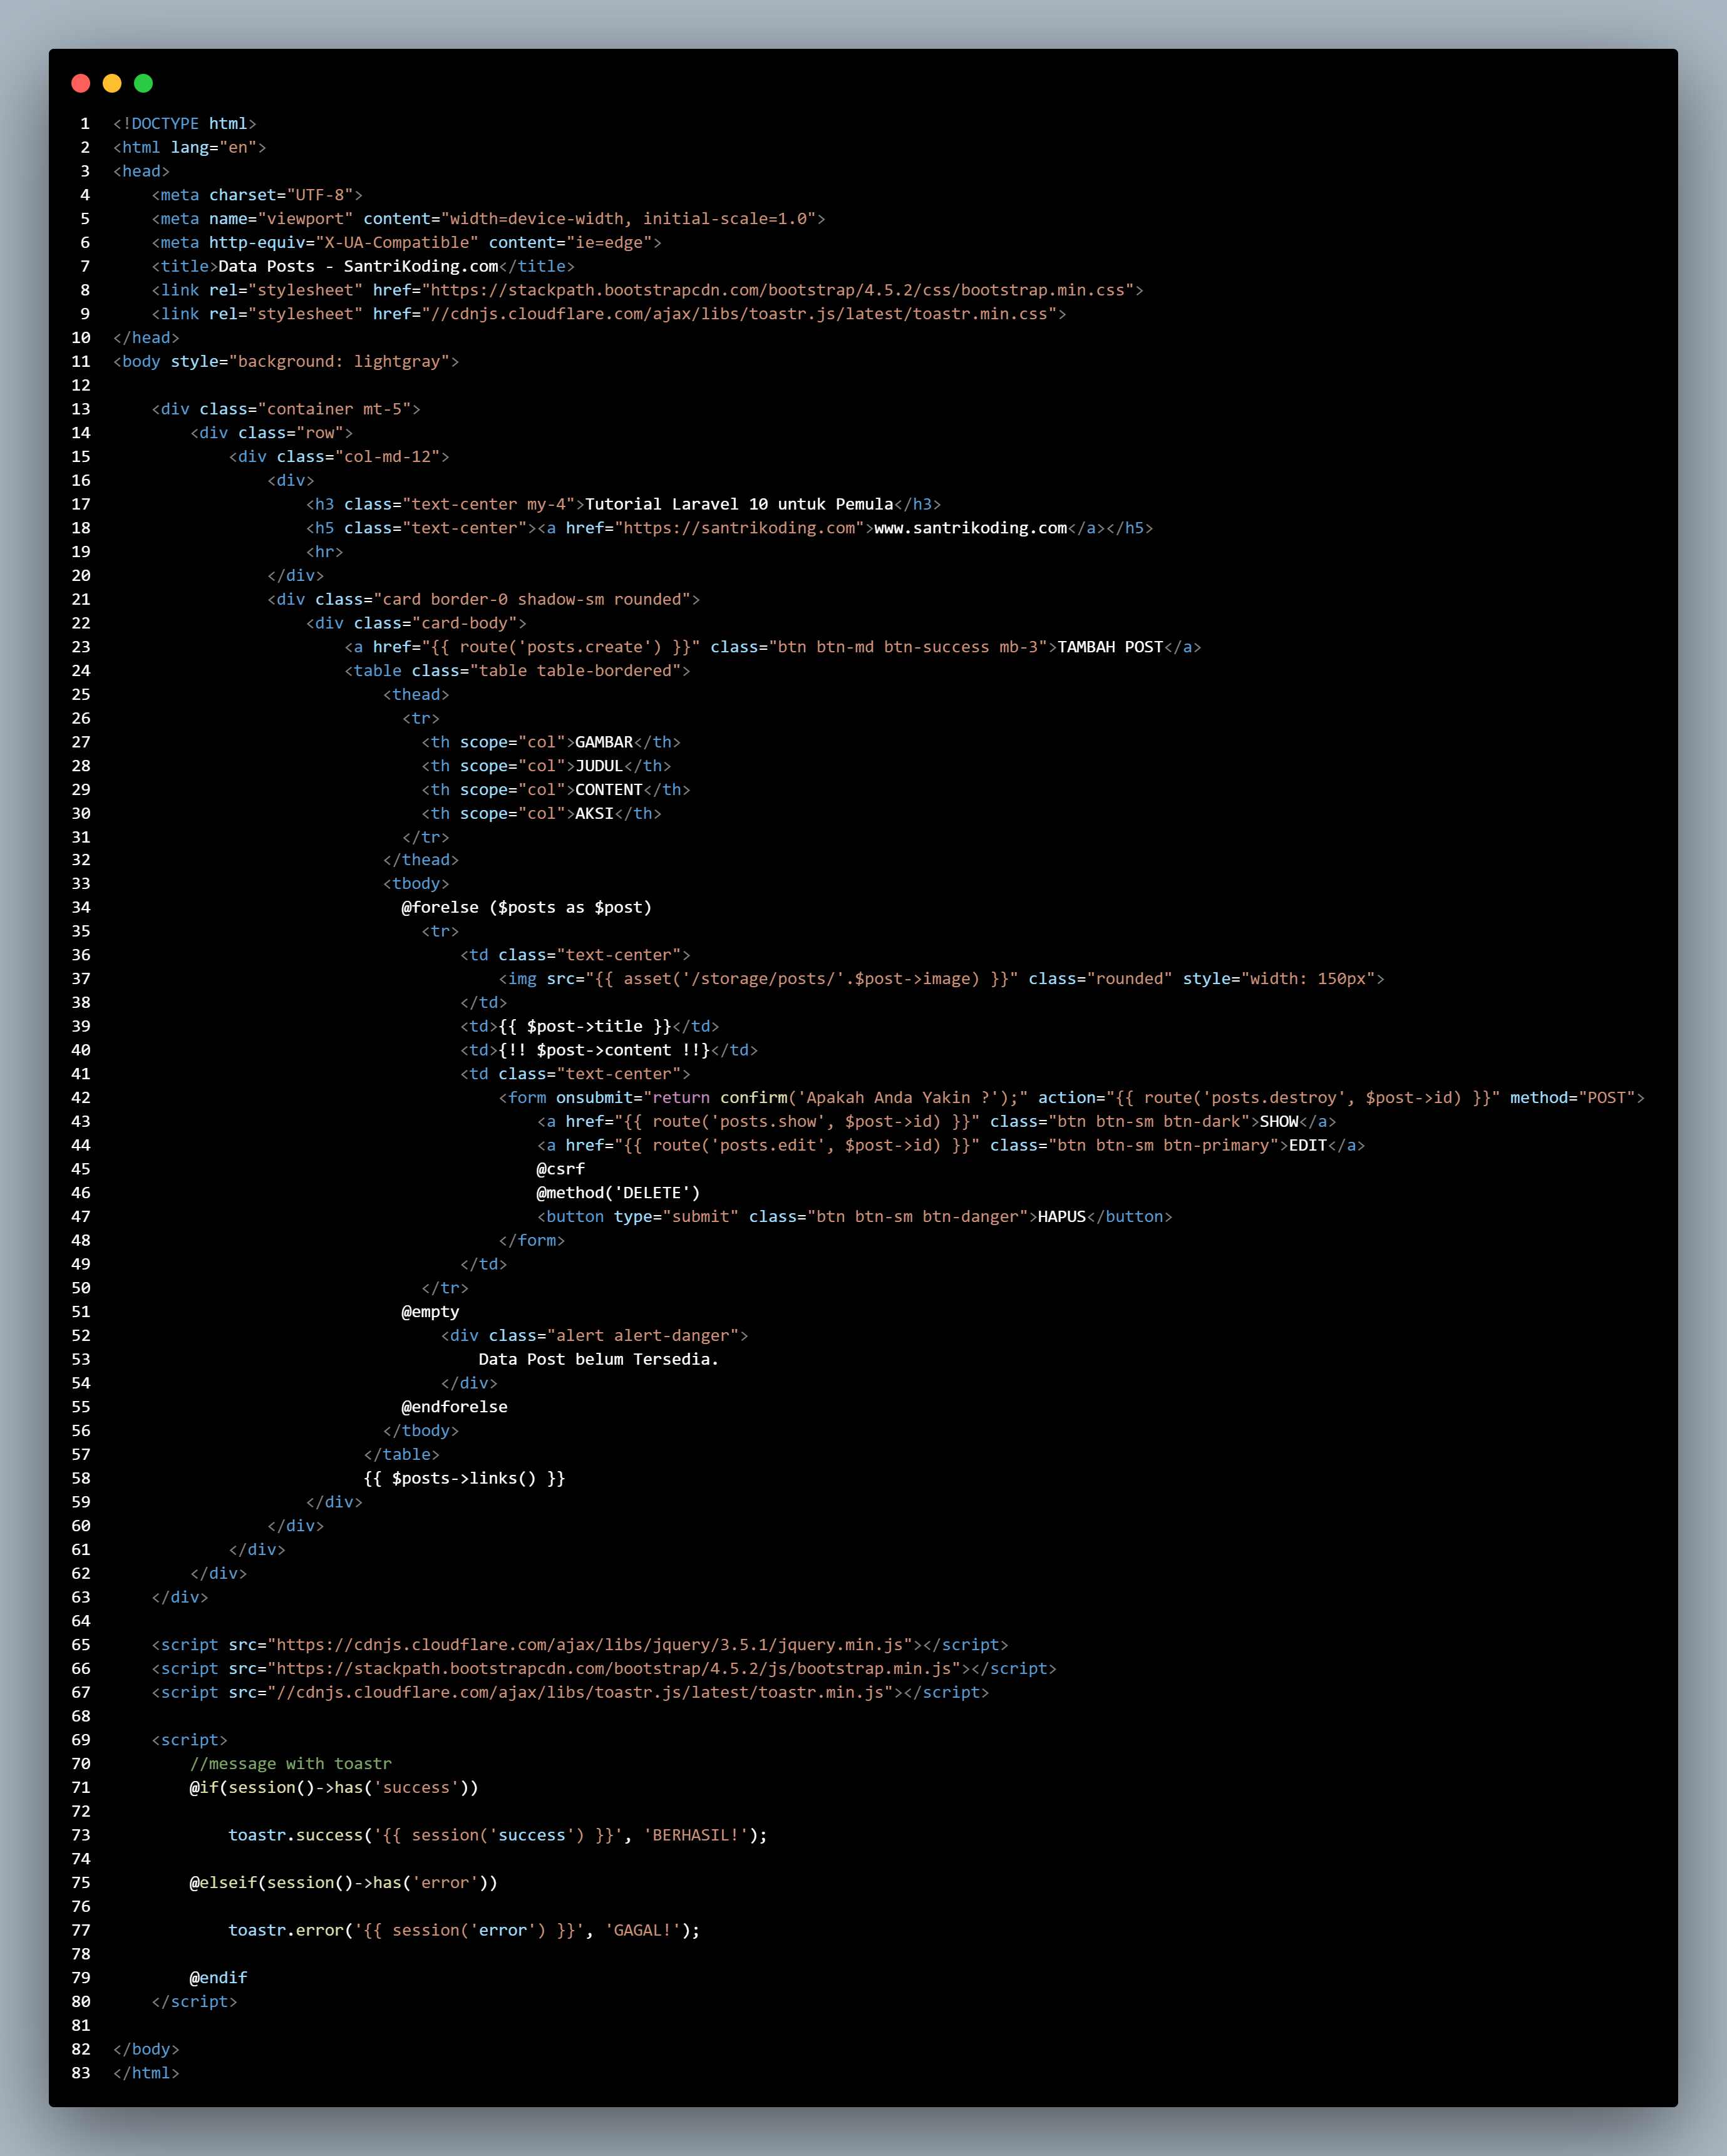 1 <!DOCTYPE html>
2 <html lang="en">
3 <head>
4     <meta charset="UTF-8">
5     <meta name="viewport" content="width=device-width, initial-scale=1.0">
6     <meta http-equiv="X-UA-Compatible" content="ie=edge">
7     <title>Data Posts - SantriKoding.com</title>
8     <link rel="stylesheet" href="https://stackpath.bootstrapcdn.com/bootstrap/4.5.2/css/bootstrap.min.css">
9     <link rel="stylesheet" href="//cdnjs.cloudflare.com/ajax/libs/toastr.js/latest/toastr.min.css">
10 </head>
11 <body style="background: lightgray">
12
13     <div class="container mt-5">
14         <div class="row">
15             <div class="col-md-12">
16                 <div>
17                     <h3 class="text-center my-4">Tutorial Laravel 10 untuk Pemula</h3>
18                     <h5 class="text-center"><a href="https://santrikoding.com">www.santrikoding.com</a></h5>
19                     <hr>
20                 </div>
21                 <div class="card border-0 shadow-sm rounded">
22                     <div class="card-body">
23                         <a href="{{ route('posts.create') }}" class="btn btn-md btn-success mb-3">TAMBAH POST</a>
24                         <table class="table table-bordered">
25                             <thead>
26                               <tr>
27                                 <th scope="col">GAMBAR</th>
28                                 <th scope="col">JUDUL</th>
29                                 <th scope="col">CONTENT</th>
30                                 <th scope="col">AKSI</th>
31                               </tr>
32                             </thead>
33                             <tbody>
34                               @forelse ($posts as $post)
35                                 <tr>
36                                     <td class="text-center">
37                                         <img src="{{ asset('/storage/posts/'.$post->image) }}" class="rounded" style="width: 150px">
38                                     </td>
39                                     <td>{{ $post->title }}</td>
40                                     <td>{!! $post->content !!}</td>
41                                     <td class="text-center">
42                                         <form onsubmit="return confirm('Apakah Anda Yakin ?');" action="{{ route('posts.destroy', $post->id) }}" method="POST">
43                                             <a href="{{ route('posts.show', $post->id) }}" class="btn btn-sm btn-dark">SHOW</a>
44                                             <a href="{{ route('posts.edit', $post->id) }}" class="btn btn-sm btn-primary">EDIT</a>
45                                             @csrf
46                                             @method('DELETE')
47                                             <button type="submit" class="btn btn-sm btn-danger">HAPUS</button>
48                                         </form>
49                                     </td>
50                                 </tr>
51                               @empty
52                                   <div class="alert alert-danger">
53                                       Data Post belum Tersedia.
54                                   </div>
55                               @endforelse
56                             </tbody>
57                           </table>
58                           {{ $posts->links() }}
59                     </div>
60                 </div>
61             </div>
62         </div>
63     </div>
64
65     <script src="https://cdnjs.cloudflare.com/ajax/libs/jquery/3.5.1/jquery.min.js"></script>
66     <script src="https://stackpath.bootstrapcdn.com/bootstrap/4.5.2/js/bootstrap.min.js"></script>
67     <script src="//cdnjs.cloudflare.com/ajax/libs/toastr.js/latest/toastr.min.js"></script>
68
69     <script>
70         //message with toastr
71         @if(session()->has('success'))
72
73             toastr.success('{{ session('success') }}', 'BERHASIL!');
74
75         @elseif(session()->has('error'))
76
77             toastr.error('{{ session('error') }}', 'GAGAL!');
78
79         @endif
80     </script>
81
82 </body>
83 </html>